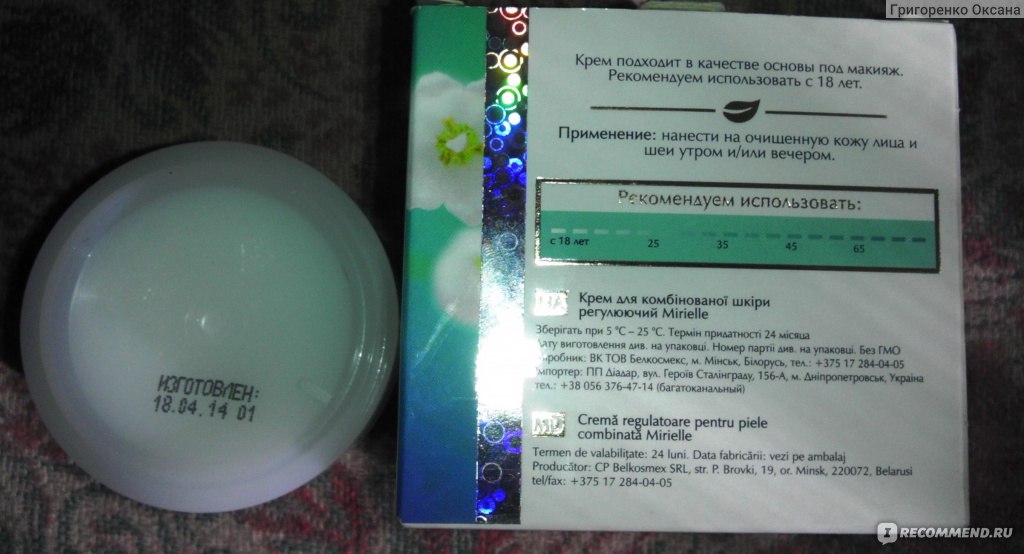 Григоренко Оксана
Крем подходит в качестве основы под макияж.
Рекомендуем использовать с 18 лет.
Применение: нанести на очищенную кожу лица и
шеи утром и/или вечером.
Рекомендуем использовать:
с 18 лет 25 35 45 65
UA Крем для комбінованої шкіри
регулюючий Mirielle
Зберігать при 5 °C – 25 °C. Термін придатності 24 місяца
Дату виготовлення див. на упаковці. Номер партії див. на упаковці. Без ГМО
Виробник: ВК ТОВ Белкосмекс, м. Мінськ, Білорусь, тел.: +375 17 284-04-05
Імпортер: ПП Діадар, вул. Героїв Сталінграду, 156-А, м. Дніпропетровськ, Україна
тел.: +38 056 376-47-14 (багатоканальный)
MD Cremă regulatoare pentru piele
combinată Mirielle
Termen de valabilitate: 24 luni. Data fabricării: vezi pe ambalaj
Producător: CP Belkosmex SRL, str. P. Brovki, 19, or. Minsk, 220072, Belarusi
tel/fax: +375 17 284-04-05
ИЗГОТОВЛЕН:
18.04.14 01
IRECOMMEND.RU